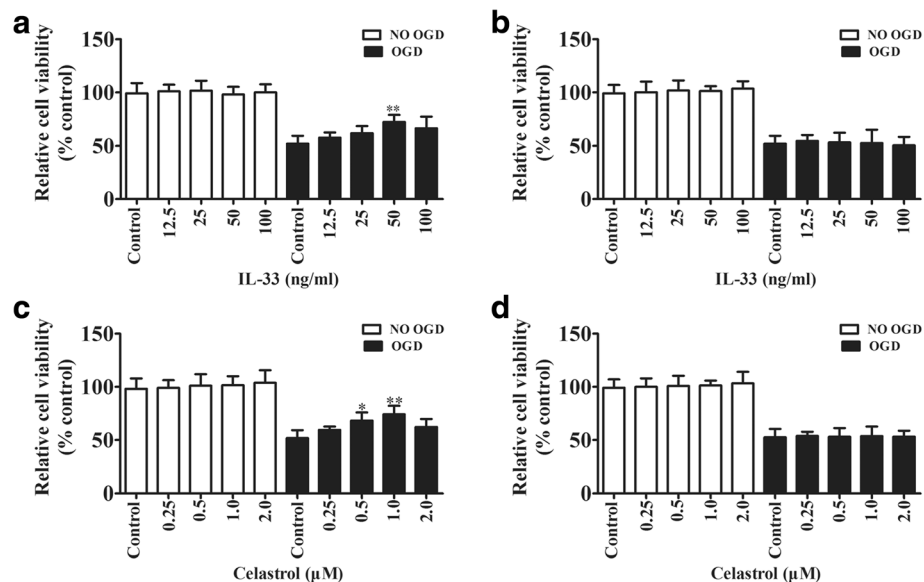 a
Relative cell viability
(% control)
150
100
50
0
NO OGD
OGD
**
Control
12.5
25
50
100
Control
12.5
25
50
100
IL-33 (ng/ml)
b
Relative cell viability
(% control)
150
100
50
0
NO OGD
OGD
Control
12.5
25
50
100
Control
12.5
25
50
100
IL-33 (ng/ml)
c
Relative cell viability
(% control)
150
100
50
0
NO OGD
OGD
*
**
Control
0.25
0.5
1.0
2.0
Control
0.25
0.5
1.0
2.0
Celastrol (µM)
d
Relative cell viability
(% control)
150
100
50
0
NO OGD
OGD
Control
0.25
0.5
1.0
2.0
Control
0.25
0.5
1.0
2.0
Celastrol (µM)